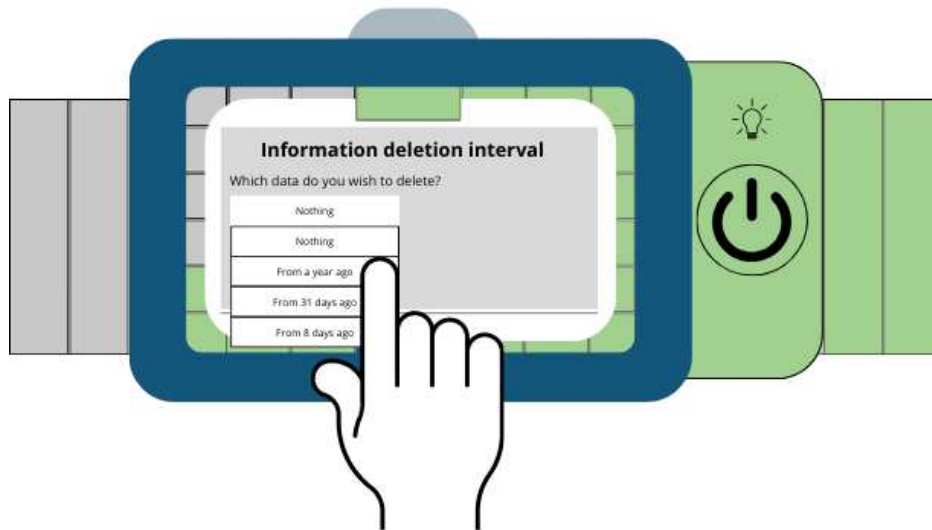 Information deletion interval
Which data do you wish to delete?
Nothing
Nothing
From a year ago
From 31 days ago
From 8 days ago